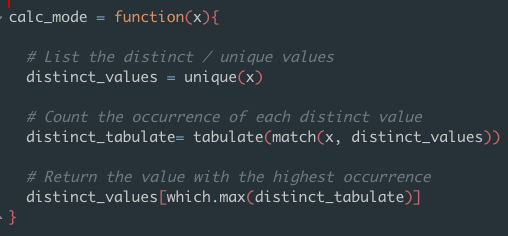 calc_mode = function(x){
# List the distinct / unique values
distinct_values = unique(x)
# Count the occurrence of each distinct value
distinct_tabulate= tabulate(match(x, distinct_values))
# Return the value with the highest occurrence
distinct_values[which.max(distinct_tabulate)]
}